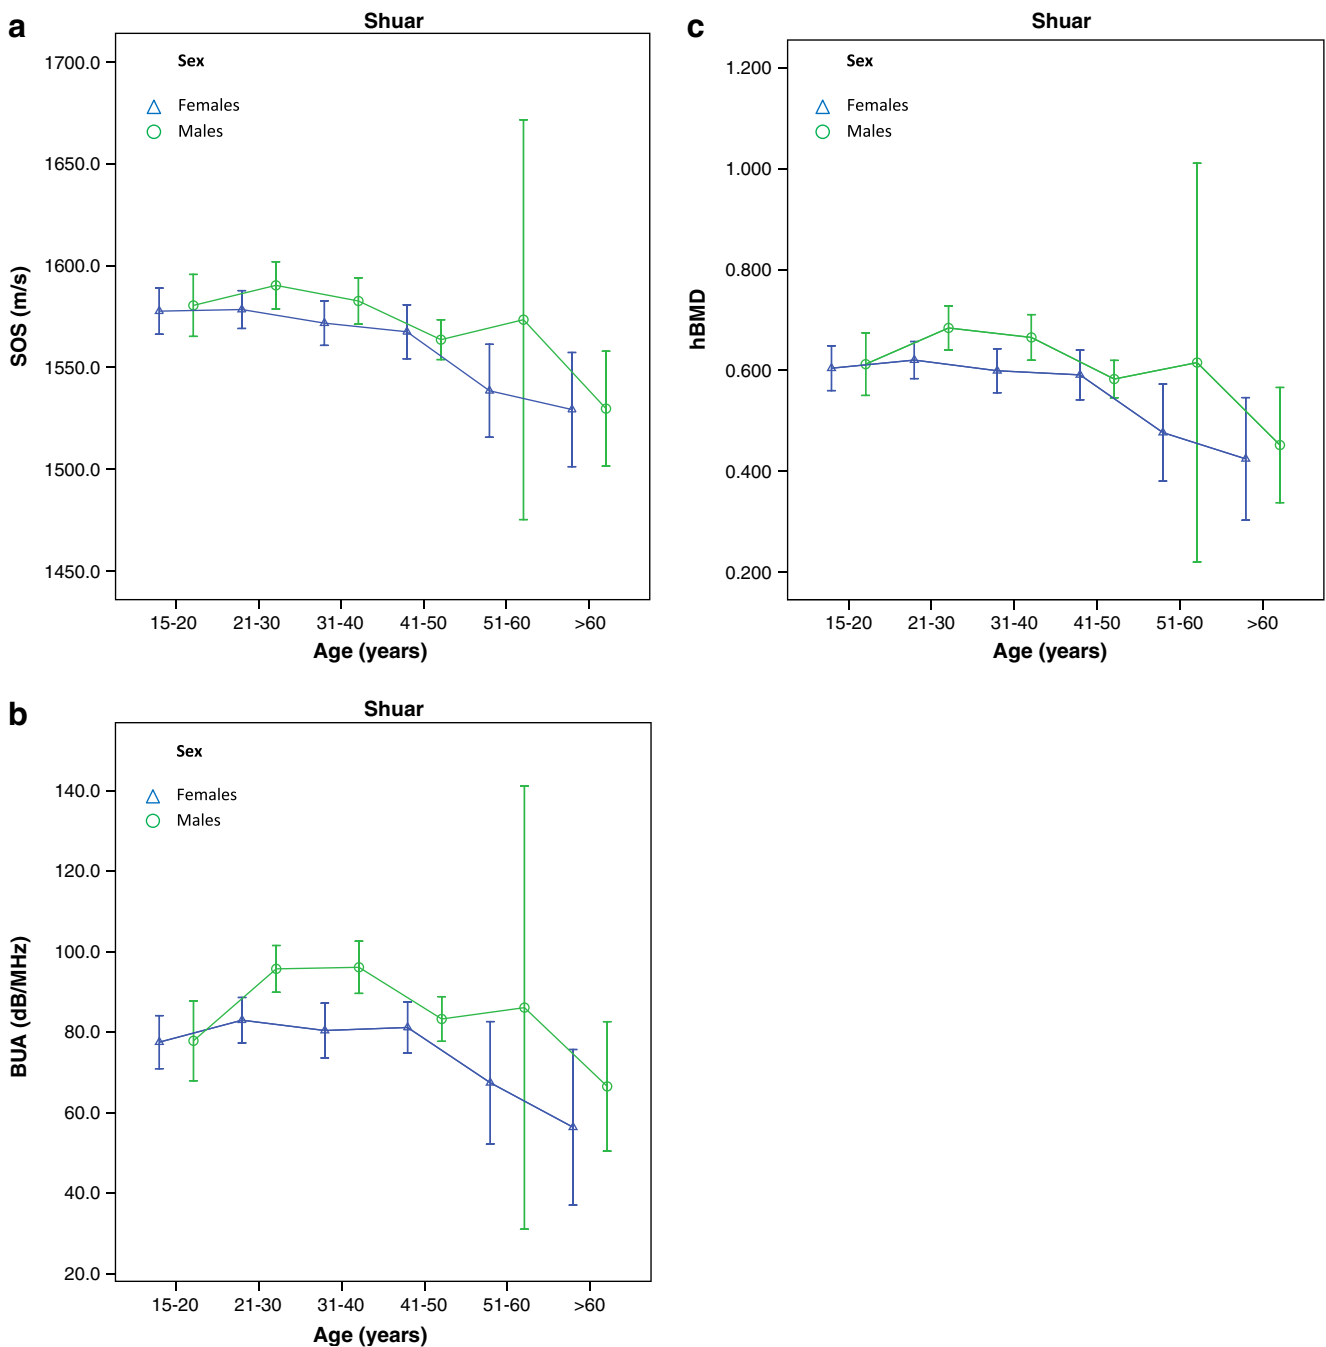 a
Shuar
Sex
Females
Males
1700.0
1650.0
1600.0
1550.0
1500.0
1450.0
SOS (m/s)
15-20 21-30 31-40 41-50 51-60 >60
Age (years)
c
Shuar
Sex
Females
Males
1.200
1.000
0.800
0.600
0.400
0.200
hBMD
15-20 21-30 31-40 41-50 51-60 >60
Age (years)
b
Shuar
Sex
Females
Males
140.0
120.0
100.0
80.0
60.0
40.0
20.0
BUA (dB/MHz)
15-20 21-30 31-40 41-50 51-60 >60
Age (years)